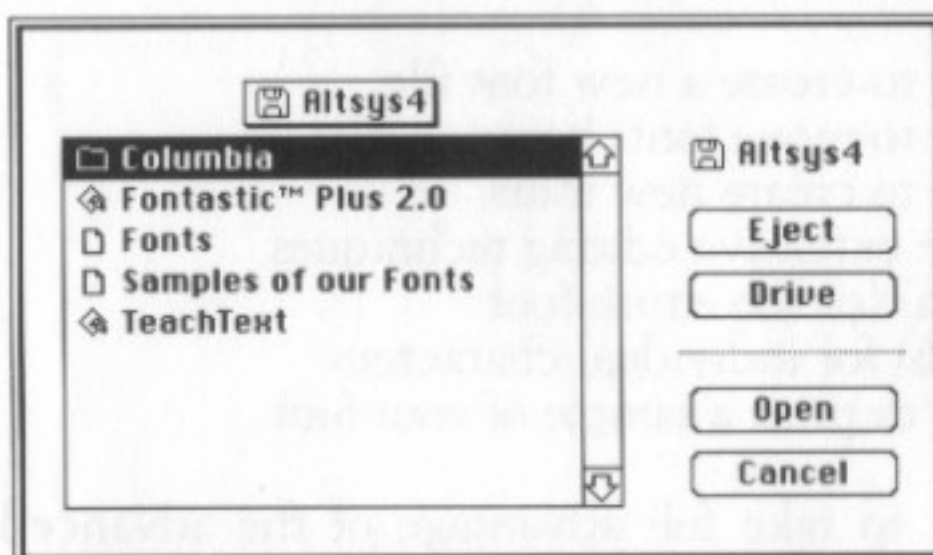 Altsys4
Columbia
Fontastic™ Plus 2.0
Fonts
Samples of our Fonts
TeachText
Altsys4
Eject
Drive
Open
Cancel